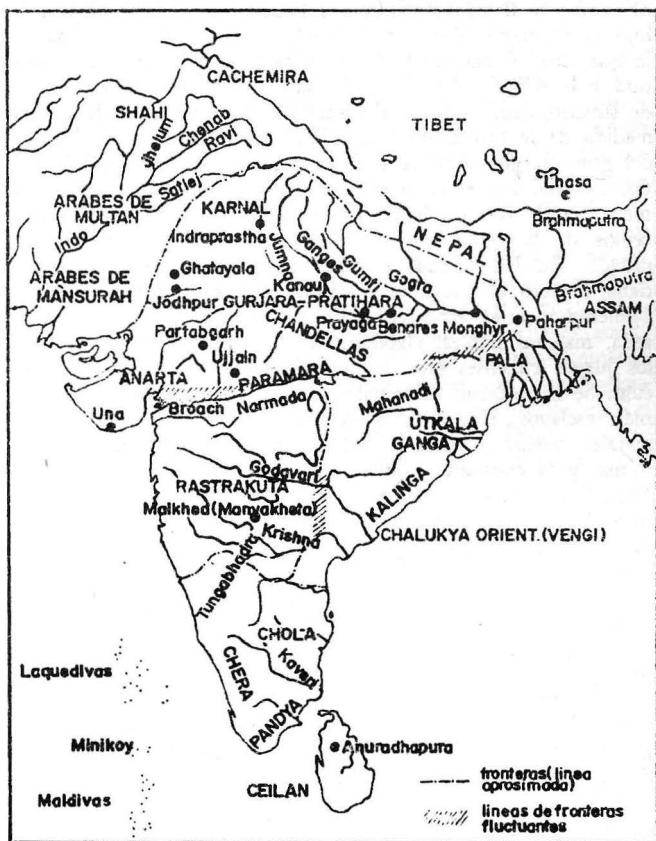 CACHEMIRA
SHAHI
TIBET
Jhelum
Chenab
Ravi
Satlej
Lhasa
ARABES DE
MULTAN
Indo
KARNAL
Brahmaputra
NEPAL
Indraprastha
Jumna
Ganges
Gumti
Gogra
ARABES DE
MANSURAH
Ghatayala
Kanauj
Brahmaputra
ASSAM
Jodhpur
GURJARA-PRATIHARA
Prayaga
Benares
Monghyr
Paharpur
Partabgarh
CHANDELLAS
Ujjain
PALA
ANARTA
PARAMARA
Una
Broach
Normada
Mahanadi
UTKALA
GANGA
Godavari
RASTRAKUTA
KALINGA
Malkhed (Manyakheta)
Krishna
CHALUKYA ORIENT. (VENGI)
Tungabhadra
CHOLA
Laquedivas
CHERA
Kaveri
PANDYA
Minikoy
Anuradhapura
Maldivas
CEILAN
fronteras (linea
aprosimada)
lineas de fronteras
fluctuantes